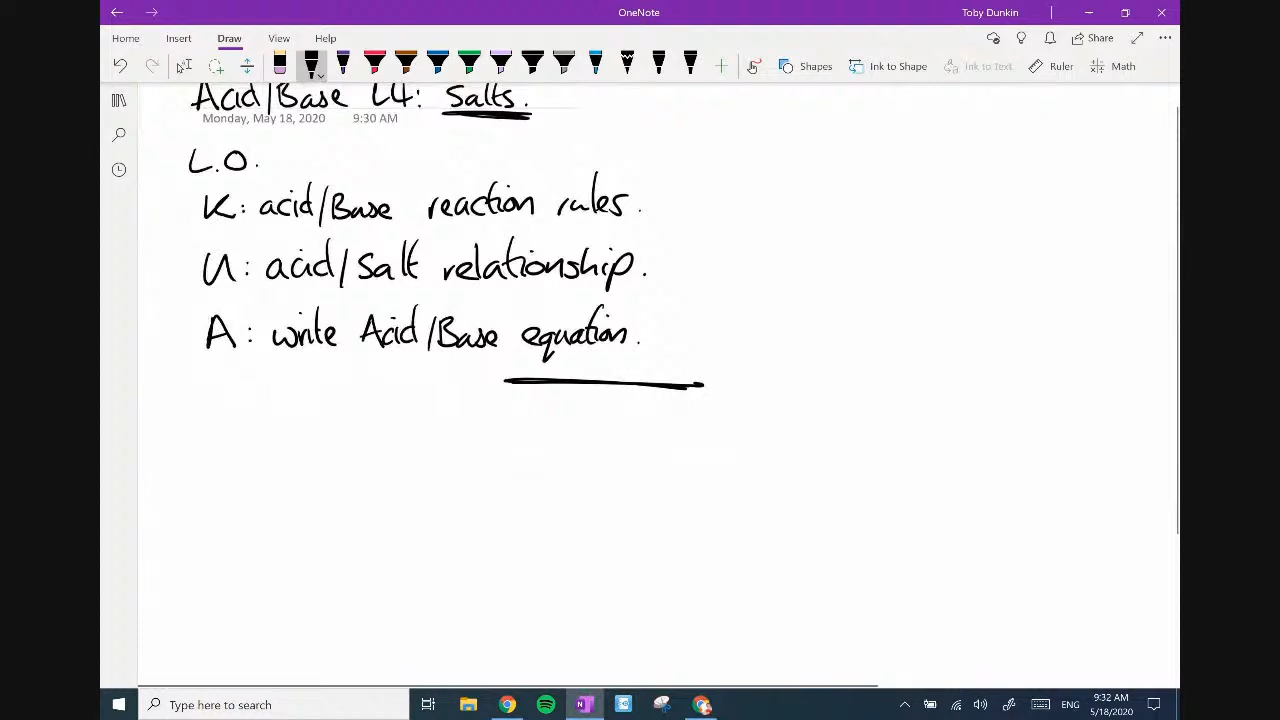 OneNote
Toby Dunkin
Home Insert Draw View Help
Share
Shapes Ink to Shape Ink to Text Ruler Math
Acid/Base L4: Salts.
Monday, May 18, 2020 9:30 AM
L.O.
K: acid/Base reaction rules.
U: acid/Salt relationship.
A: write Acid/Base equation.
Type here to search
ENG
9:32 AM
5/18/2020